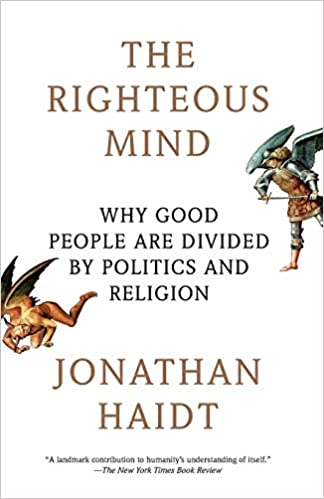 THE
RIGHTEOUS
MIND
WHY GOOD
PEOPLE ARE DIVIDED
BY POLITICS AND
RELIGION
JONATHAN
HAIDT
"A landmark contribution to humanity's understanding of itself."
—The New York Times Book Review